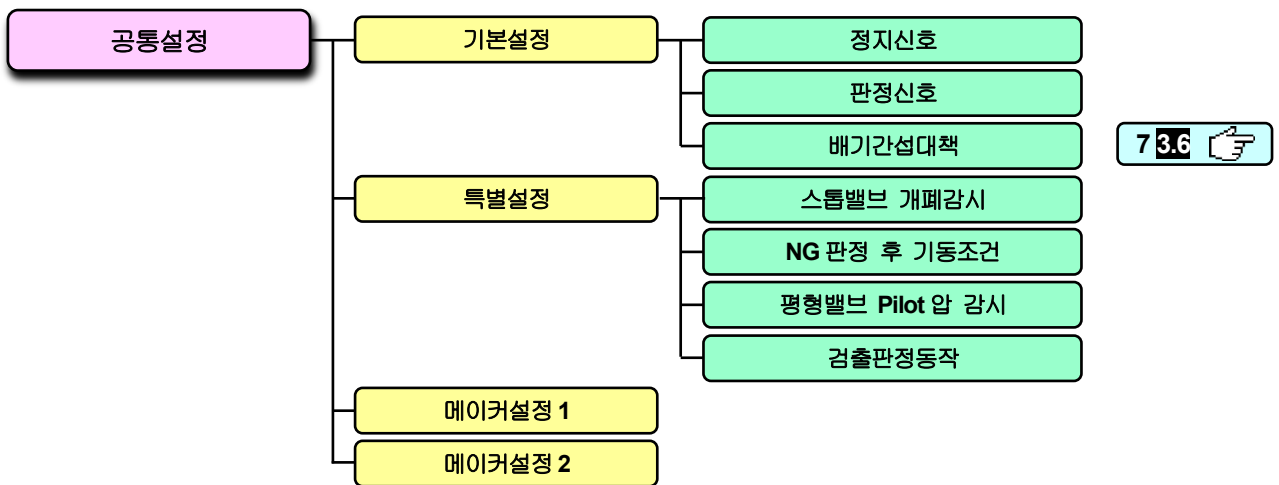 공통설정
기본설정
정지신호
판정신호
배기간섭대책
7 3.6
특별설정
스톱밸브 개폐감시
NG 판정 후 기동조건
평형밸브 Pilot 압 감시
검출판정동작
메이커설정 1
메이커설정 2